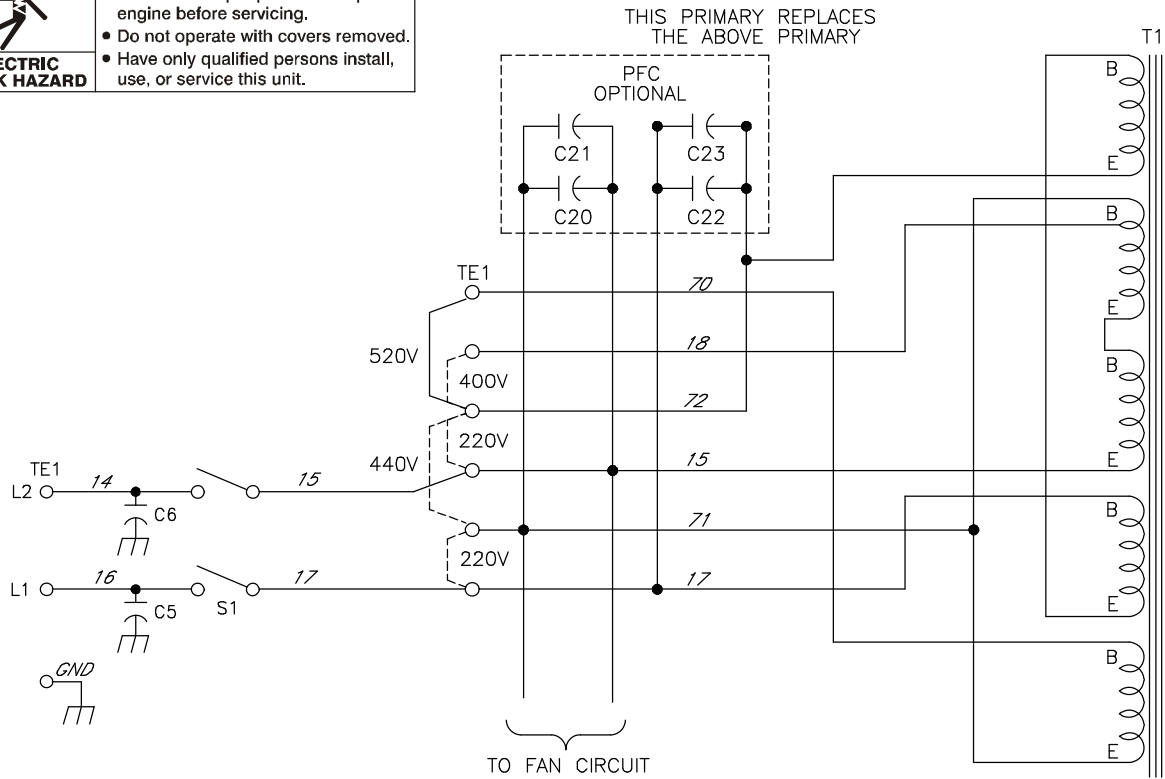 engine before servicing.
• Do not operate with covers removed.
• Have only qualified persons install,
use, or service this unit.
HAZARD
THIS PRIMARY REPLACES
THE ABOVE PRIMARY
T1
PFC
OPTIONAL
C21
C23
C20
C22
B
E
B
E
B
E
B
E
B
E
TE1
70
18
72
15
71
17
520V
400V
220V
440V
220V
TE1
L2
14
15
C6
L1
16
17
C5
S1
GND
TO FAN CIRCUIT